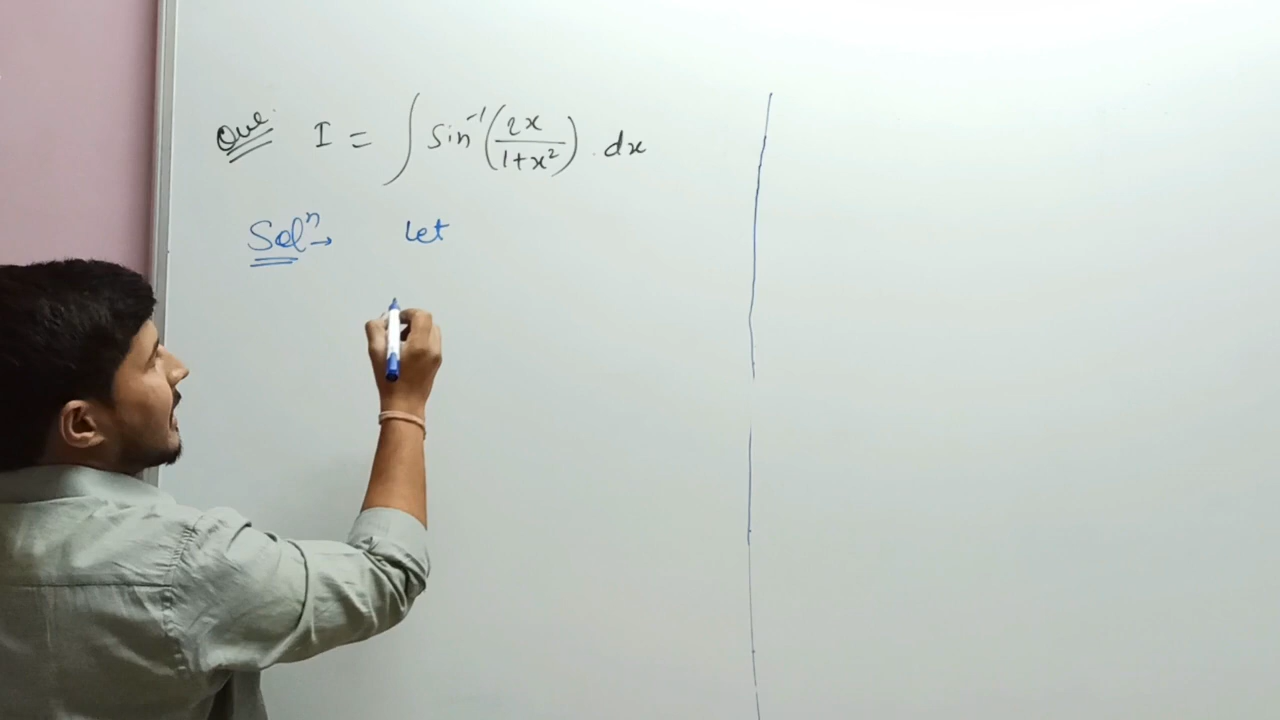 Que. I = ∫ Sin⁻¹(2x/1+x²) . dx
Solⁿ→ Let